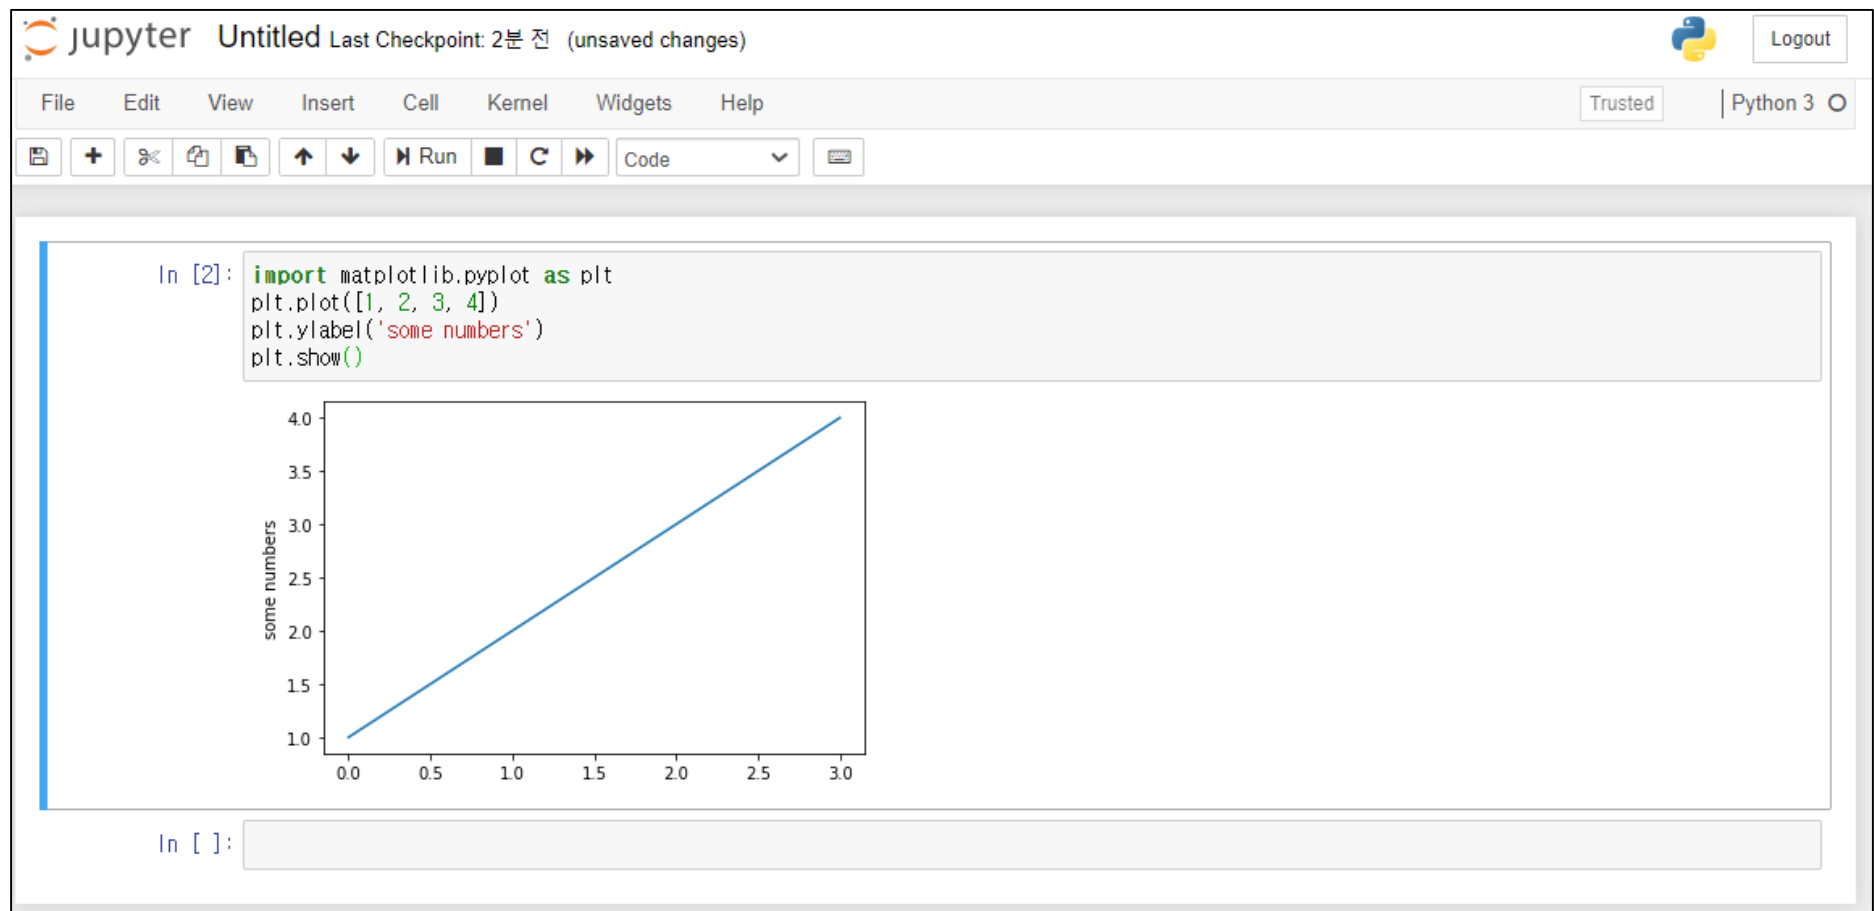 jupyter Untitled Last Checkpoint: 2분 전 (unsaved changes) Logout
File Edit View Insert Cell Kernel Widgets Help Trusted Python 3
Run Code
In [2]:
import matplotlib.pyplot as plt
plt.plot([1, 2, 3, 4])
plt.ylabel('some numbers')
plt.show()
4.0
3.5
3.0
2.5
2.0
1.5
1.0
some numbers
0.0 0.5 1.0 1.5 2.0 2.5 3.0
In [ ]: